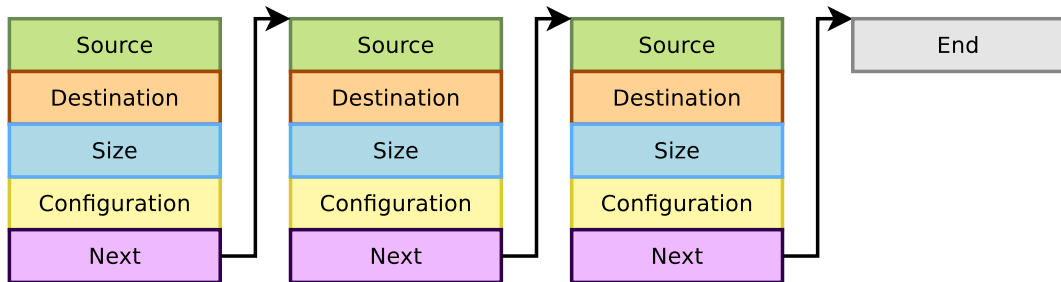 Source
Destination
Size
Configuration
Next
Source
Destination
Size
Configuration
Next
Source
Destination
Size
Configuration
Next
End